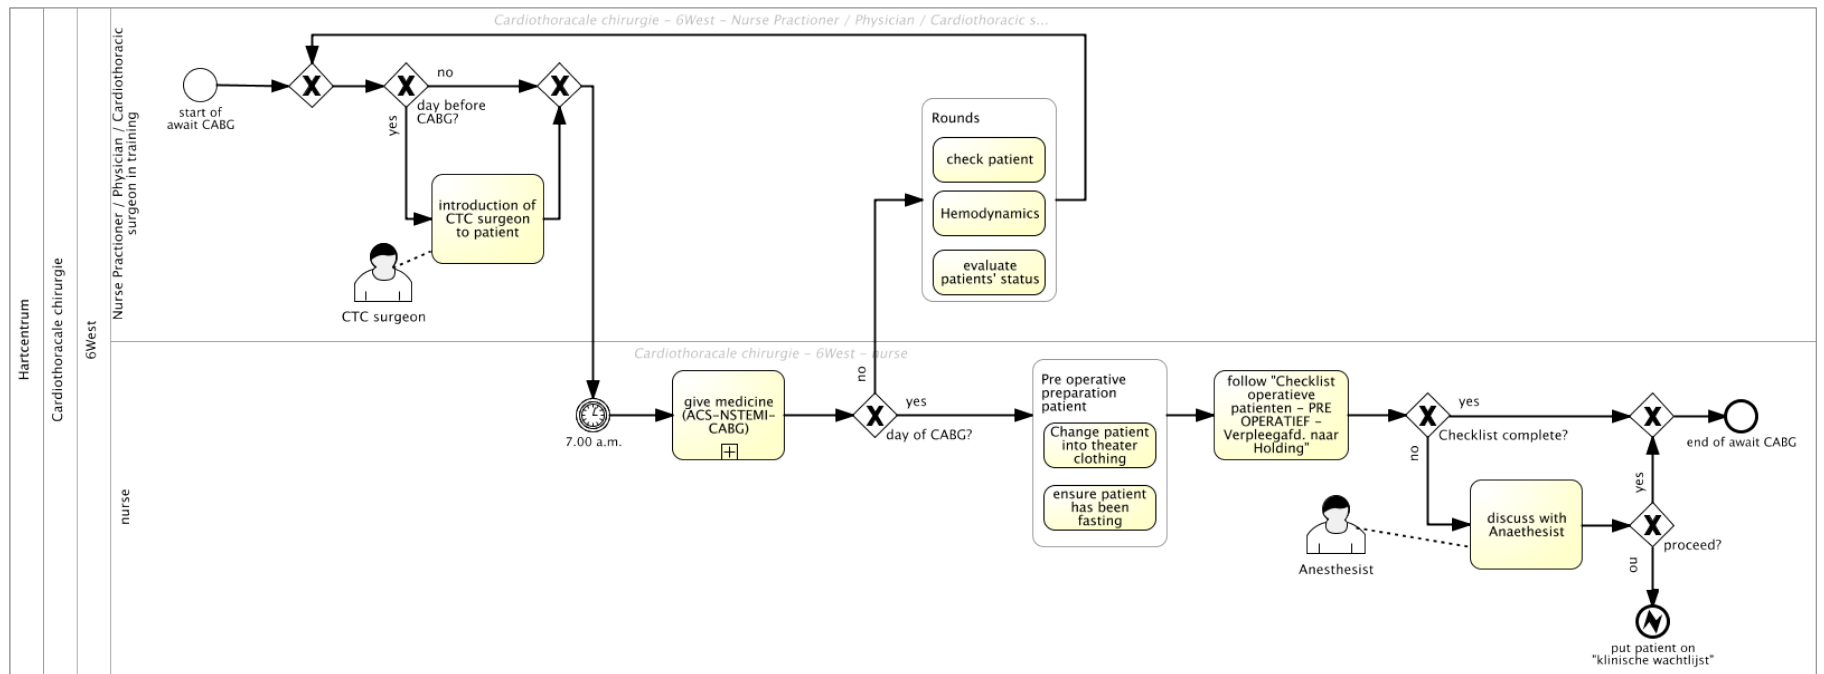 Hartcentrum
Cardiothoracale chirurgie
6West
Cardiothoracale chirurgie - 6West - Nurse Practioner / Physician / Cardiothoracic s...
Nurse Practioner / Physician / Cardiothoracic
surgeon in training
start of
await CABG
no
day before
CABG?
yes
introduction of
CTC surgeon
to patient
CTC surgeon
Rounds
check patient
Hemodynamics
evaluate
patients' status
Cardiothoracale chirurgie - 6West - nurse
nurse
7.00 a.m.
give medicine
(ACS-NSTEMI-
CABG)
no
yes
day of CABG?
Pre operative
preparation
patient
Change patient
into theater
clothing
ensure patient
has been
fasting
follow "Checklist
operatieve
patienten - PRE
OPERATIEF -
Verpleegafd. naar
Holding"
yes
Checklist complete?
no
end of await CABG
yes
discuss with
Anaethesist
Anesthesist
proceed?
no
put patient on
"klinische wachtlijst"